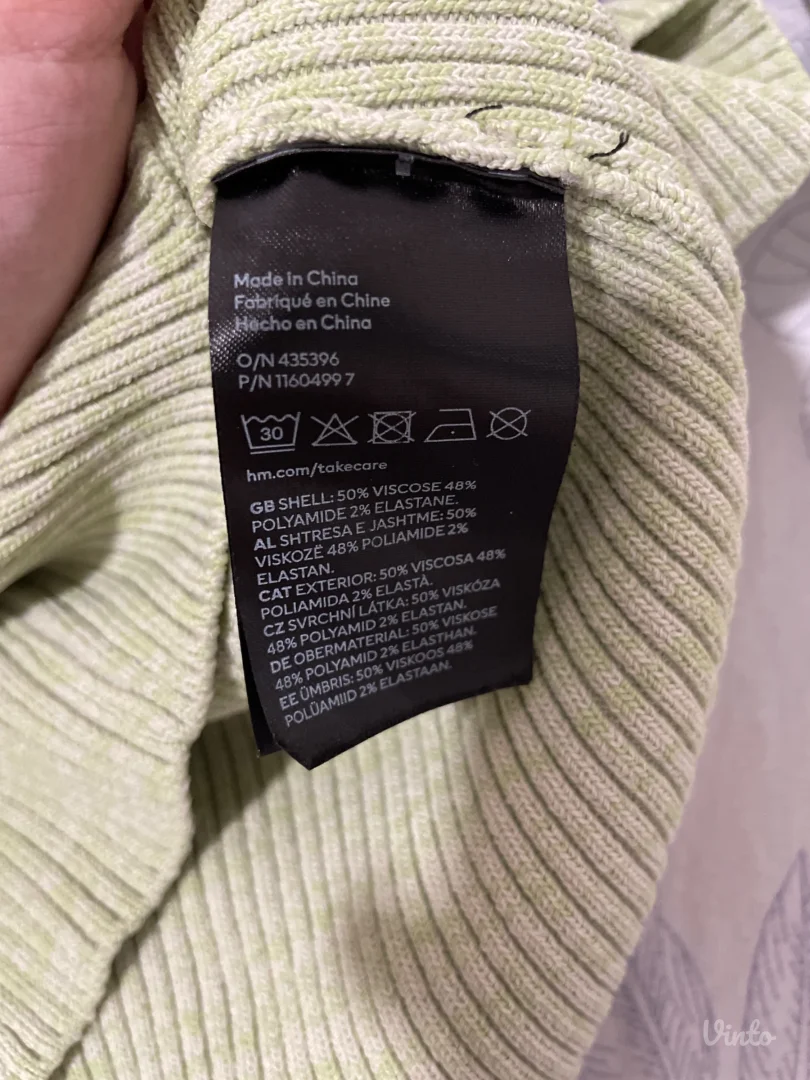 Made in China
Fabriqué en Chine
Hecho en China
O/N 435396
P/N 1160499 7
30
hm.com/takecare
GB SHELL: 50% VISCOSE 48%
POLYAMIDE 2% ELASTANE.
AL SHTRESA E JASHTME: 50%
VISKOZË 48% POLIAMIDE 2%
ELASTAN.
CAT EXTERIOR: 50% VISCOSA 48%
POLIAMIDA 2% ELASTÀ.
CZ SVRCHNÍ LÁTKA: 50% VISKÓZA
48% POLYAMID 2% ELASTAN.
DE OBERMATERIAL: 50% VISKOSE
48% POLYAMID 2% ELASTHAN.
EE ÜMBRIS: 50% VISKOOS 48%
POLÜAMIID 2% ELASTAAN.
Vinto